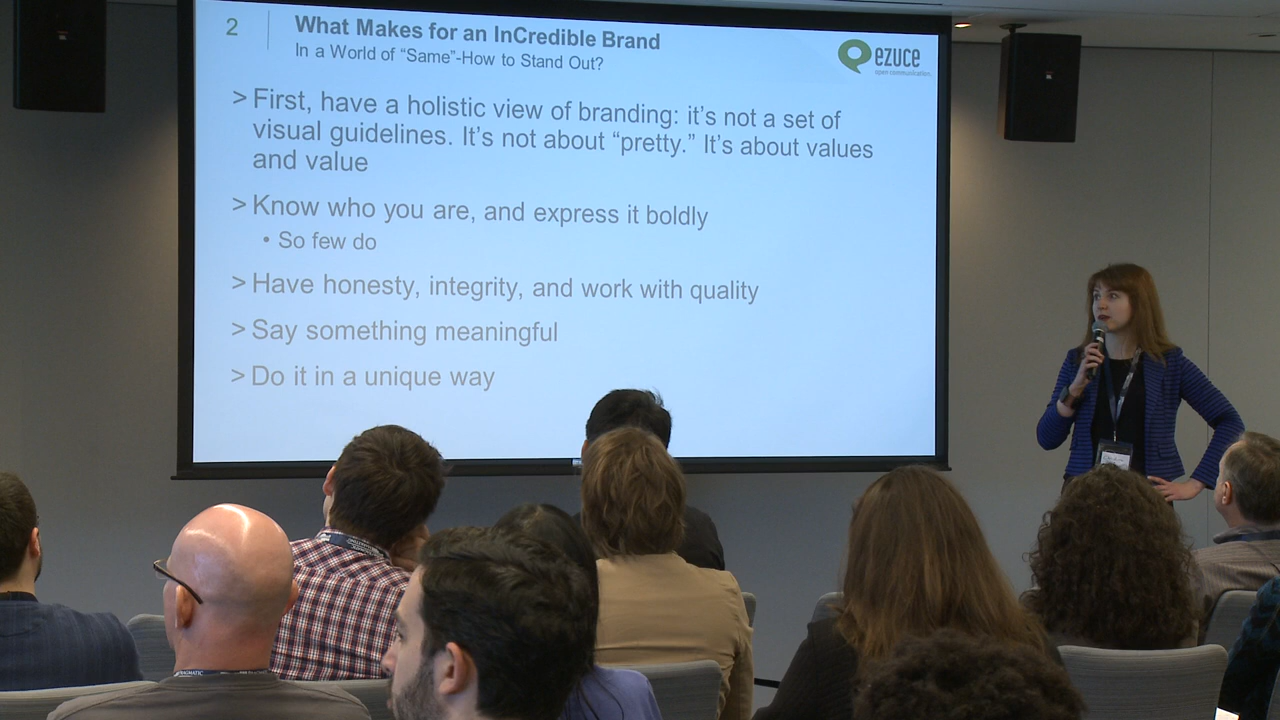 2
What Makes for an InCredible Brand
In a World of “Same”-How to Stand Out?
ezuce
open communication.
> First, have a holistic view of branding: it’s not a set of
visual guidelines. It’s not about “pretty.” It’s about values
and value
> Know who you are, and express it boldly
• So few do
> Have honesty, integrity, and work with quality
> Say something meaningful
> Do it in a unique way